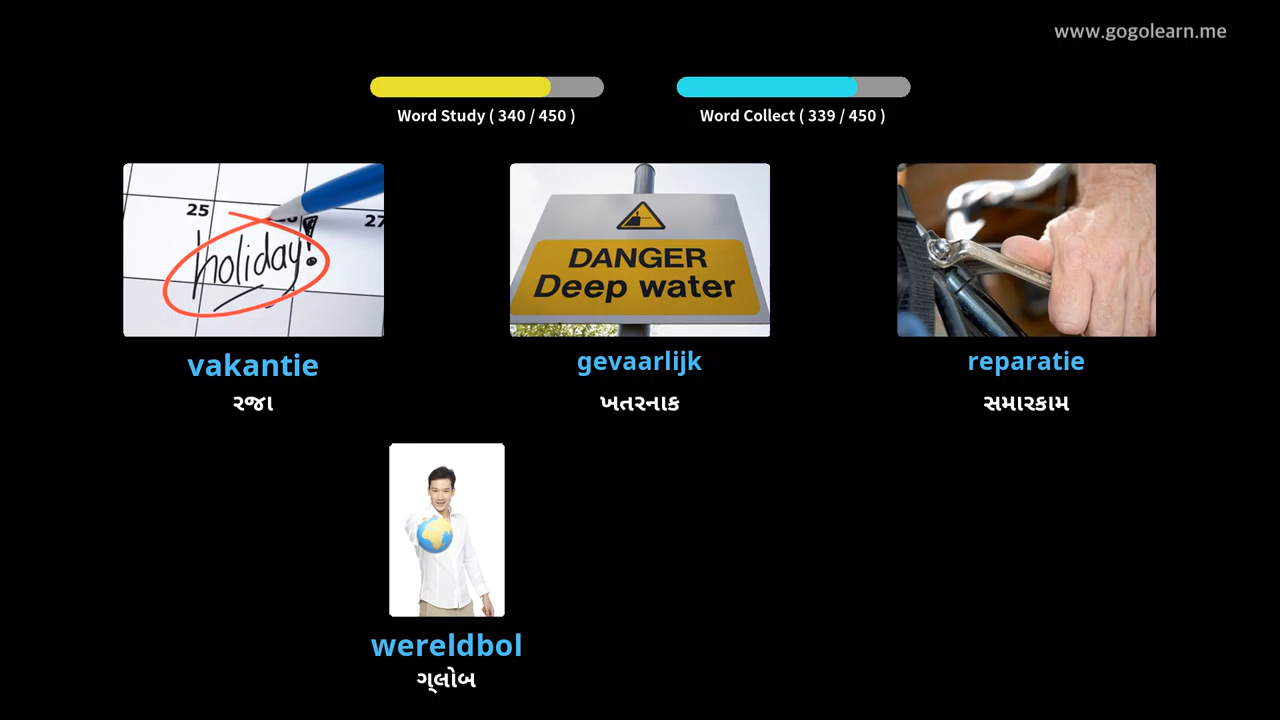 www.gogolearn.me
Word Study ( 340 / 450 )
Word Collect ( 339 / 450 )
25
27
holiday!
DANGER
Deep water
vakantie
gevaarlijk
reparatie
રજા
ખતરનાક
સમારકામ
wereldbol
ગ્લોબ